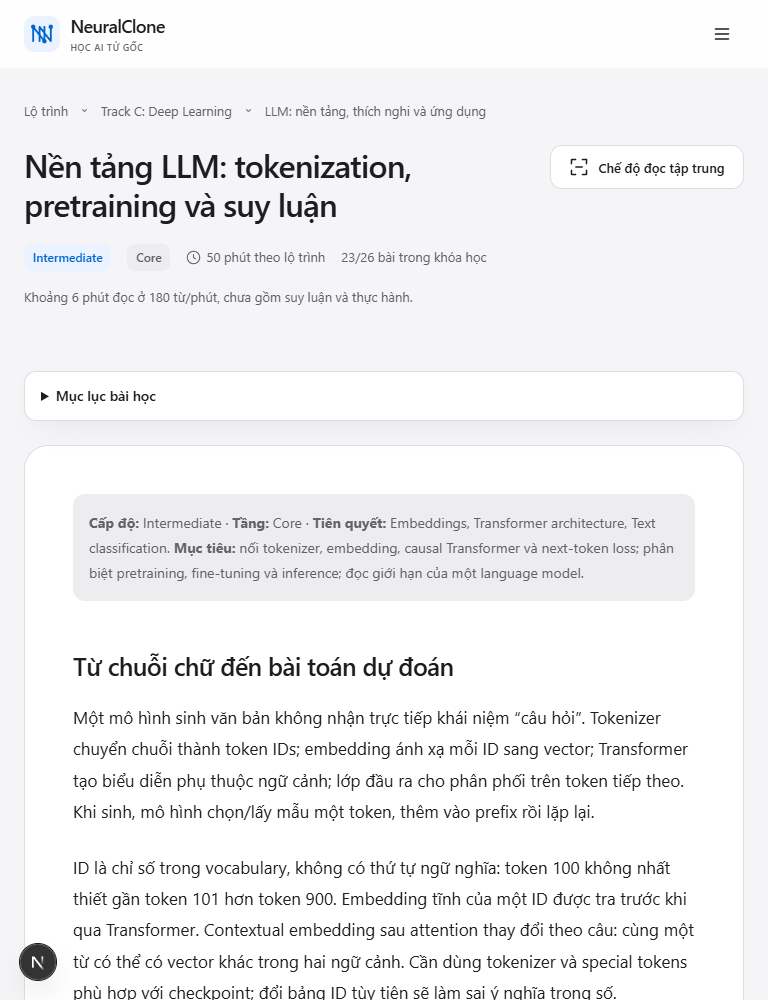 NeuralClone
HỌC AI TỪ GỐC
Lộ trình
Track C: Deep Learning
LLM: nền tảng, thích nghi và ứng dụng
Nền tảng LLM: tokenization,
pretraining và suy luận
Chế độ đọc tập trung
Intermediate
Core
50 phút theo lộ trình
23/26 bài trong khóa học
Khoảng 6 phút đọc ở 180 từ/phút, chưa gồm suy luận và thực hành.
Mục lục bài học
Cấp độ: Intermediate · Tầng: Core · Tiên quyết: Embeddings, Transformer architecture, Text
classification. Mục tiêu: nối tokenizer, embedding, causal Transformer và next-token loss; phân
biệt pretraining, fine-tuning và inference; đọc giới hạn của một language model.
Từ chuỗi chữ đến bài toán dự đoán
Một mô hình sinh văn bản không nhận trực tiếp khái niệm “câu hỏi”. Tokenizer
chuyển chuỗi thành token IDs; embedding ánh xạ mỗi ID sang vector; Transformer
tạo biểu diễn phụ thuộc ngữ cảnh; lớp đầu ra cho phân phối trên token tiếp theo.
Khi sinh, mô hình chọn/lấy mẫu một token, thêm vào prefix rồi lặp lại.
ID là chỉ số trong vocabulary, không có thứ tự ngữ nghĩa: token 100 không nhất
thiết gần token 101 hơn token 900. Embedding tĩnh của một ID được tra trước khi
qua Transformer. Contextual embedding sau attention thay đổi theo câu: cùng một
từ có thể có vector khác trong hai ngữ cảnh. Cần dùng tokenizer và special tokens
phù hợp với checkpoint; đổi bảng ID tùy tiện sẽ làm sai ý nghĩa trong số.
N